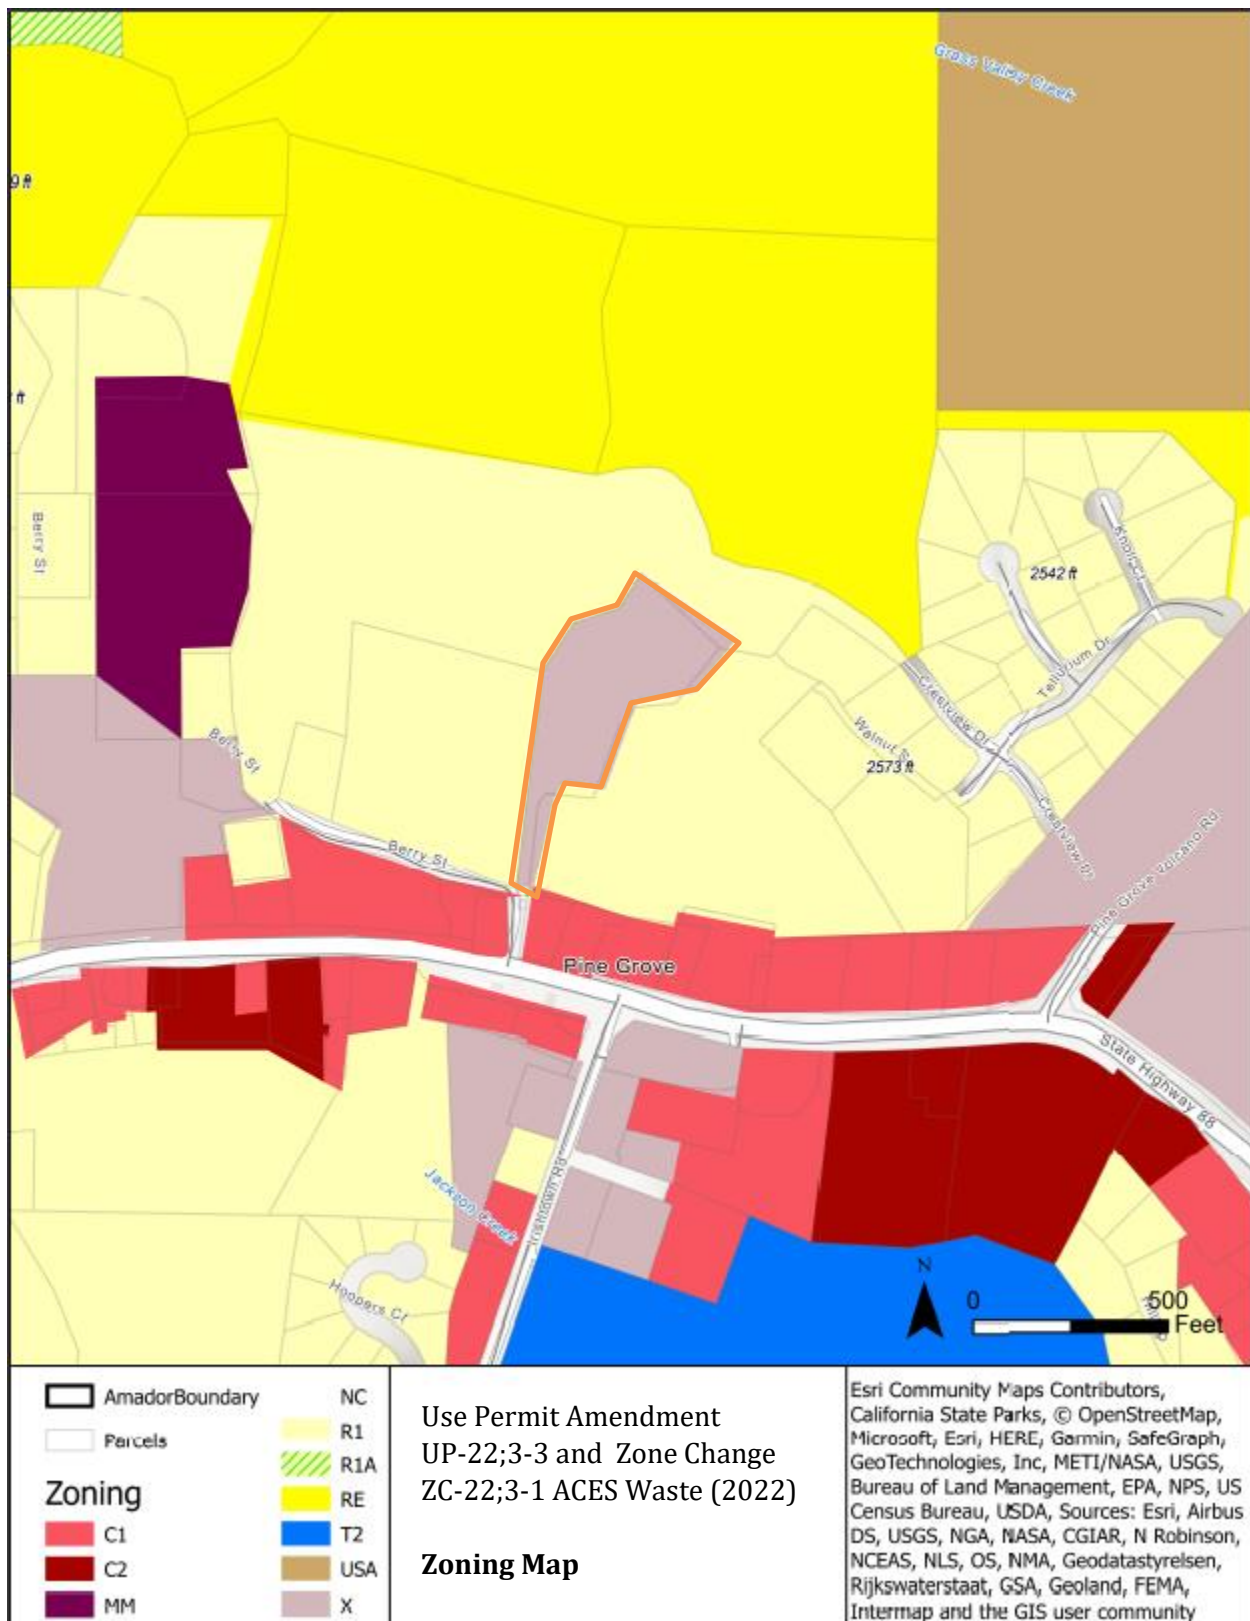 Grass Valley Creek
9 ft
ft
Berry St
Knoll Ct
2542 ft
Tellurium Dr
Crestview Dr
Walnut St
2573 ft
Berry St
Crestview Dr
Pine Grove Volcano Rd
Berry St
Pine Grove
State Highway 88
Irishtown Rd
Jackson Creek
Hoopers Ct
N
0 500
Feet
AmadorBoundary
Parcels
Zoning
C1
C2
MM
NC
R1
R1A
RE
T2
USA
X
Use Permit Amendment
UP-22;3-3 and Zone Change
ZC-22;3-1 ACES Waste (2022)
Zoning Map
Esri Community Maps Contributors,
California State Parks, © OpenStreetMap,
Microsoft, Esri, HERE, Garmin, SafeGraph,
GeoTechnologies, Inc, METI/NASA, USGS,
Bureau of Land Management, EPA, NPS, US
Census Bureau, USDA, Sources: Esri, Airbus
DS, USGS, NGA, NASA, CGIAR, N Robinson,
NCEAS, NLS, OS, NMA, Geodatastyrelsen,
Rijkswaterstaat, GSA, Geoland, FEMA,
Intermap and the GIS user community